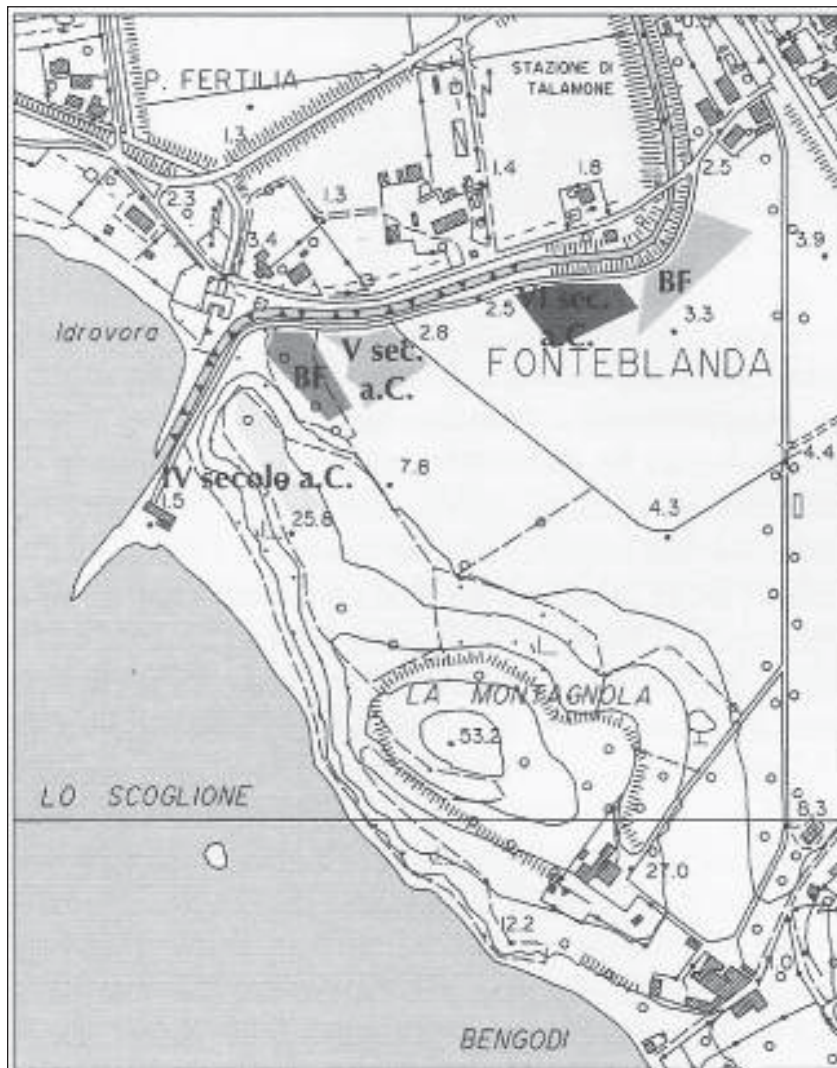 P. FERTILIA
STAZIONE DI
TALAMONE
1.3
1.4
1.8
2.5
1.3
2.3
3.4
3.9
BF
VI sec.
a.C.
2.5
3.3
2.8
Idrovora
V sec.
a.C.
FONTEBLANDA
BF
4.4
IV secolo a.C.
7.8
1.5
4.3
25.8
LA MONTAGNOLA
53.2
LO SCOGLIONE
6.3
27.0
12.2
BENGODI